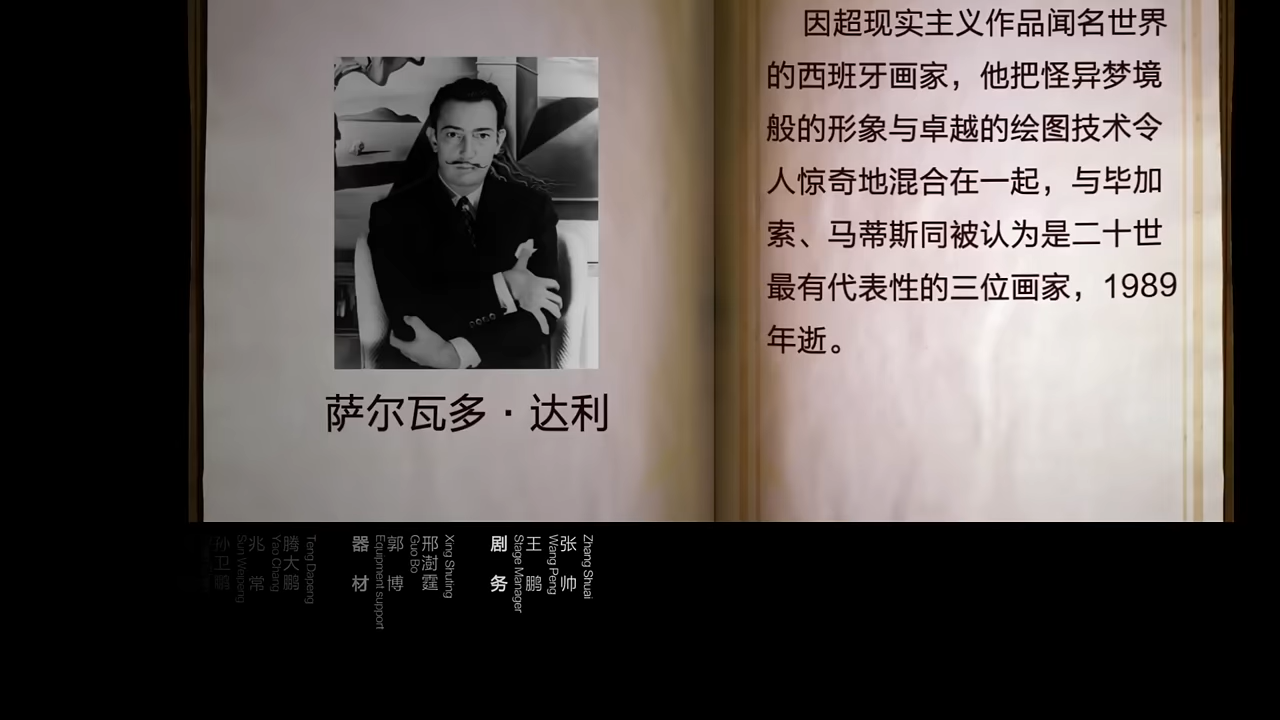 因超现实主义作品闻名世界
的西班牙画家，他把怪异梦境
般的形象与卓越的绘图技术令
人惊奇地混合在一起，与毕加
索、马蒂斯同被认为是二十世
最有代表性的三位画家，1989
年逝。
萨尔瓦多·达利
孙卫鹏
Sun Weipeng
兆 常
Yao Chang
腾大鹏
Teng Dapeng
器 材
Equipment support
郭 博
Guo Bo
邢澍霆
Xing Shuting
剧 务
Stage Manager
王 鹏
Wang Peng
张 帅
Zhang Shuai